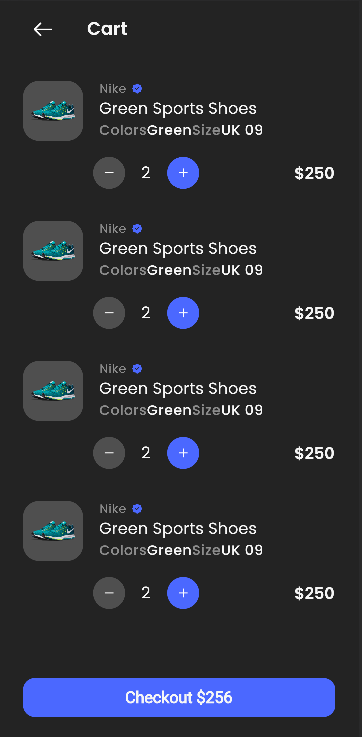 Cart
Nike
Green Sports Shoes
ColorsGreenSizeUK 09
− 2 + $250
Nike
Green Sports Shoes
ColorsGreenSizeUK 09
− 2 + $250
Nike
Green Sports Shoes
ColorsGreenSizeUK 09
− 2 + $250
Nike
Green Sports Shoes
ColorsGreenSizeUK 09
− 2 + $250
Checkout $256